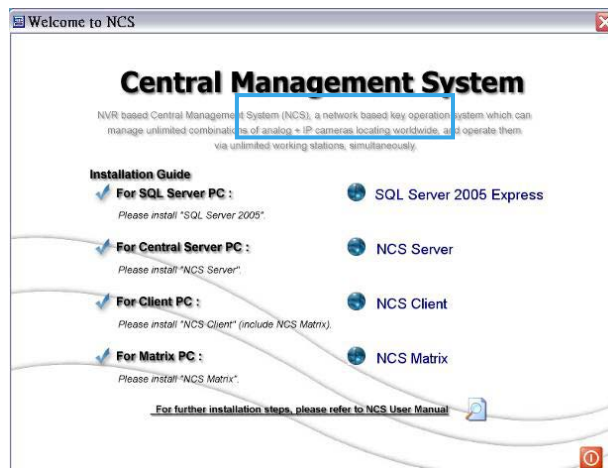 Welcome to NCS
Central Management System
NVR based Central Management System (NCS), a network based key operation system which can
manage unlimited combinations of analog + IP cameras locating worldwide, and operate them
via unlimited working stations, simultaneously.
Installation Guide
For SQL Server PC :
SQL Server 2005 Express
Please install "SQL Server 2005".
For Central Server PC :
NCS Server
Please install "NCS Server".
For Client PC :
NCS Client
Please install "NCS Client" (include NCS Matrix).
For Matrix PC :
NCS Matrix
Please install "NCS Matrix".
For further installation steps, please refer to NCS User Manual